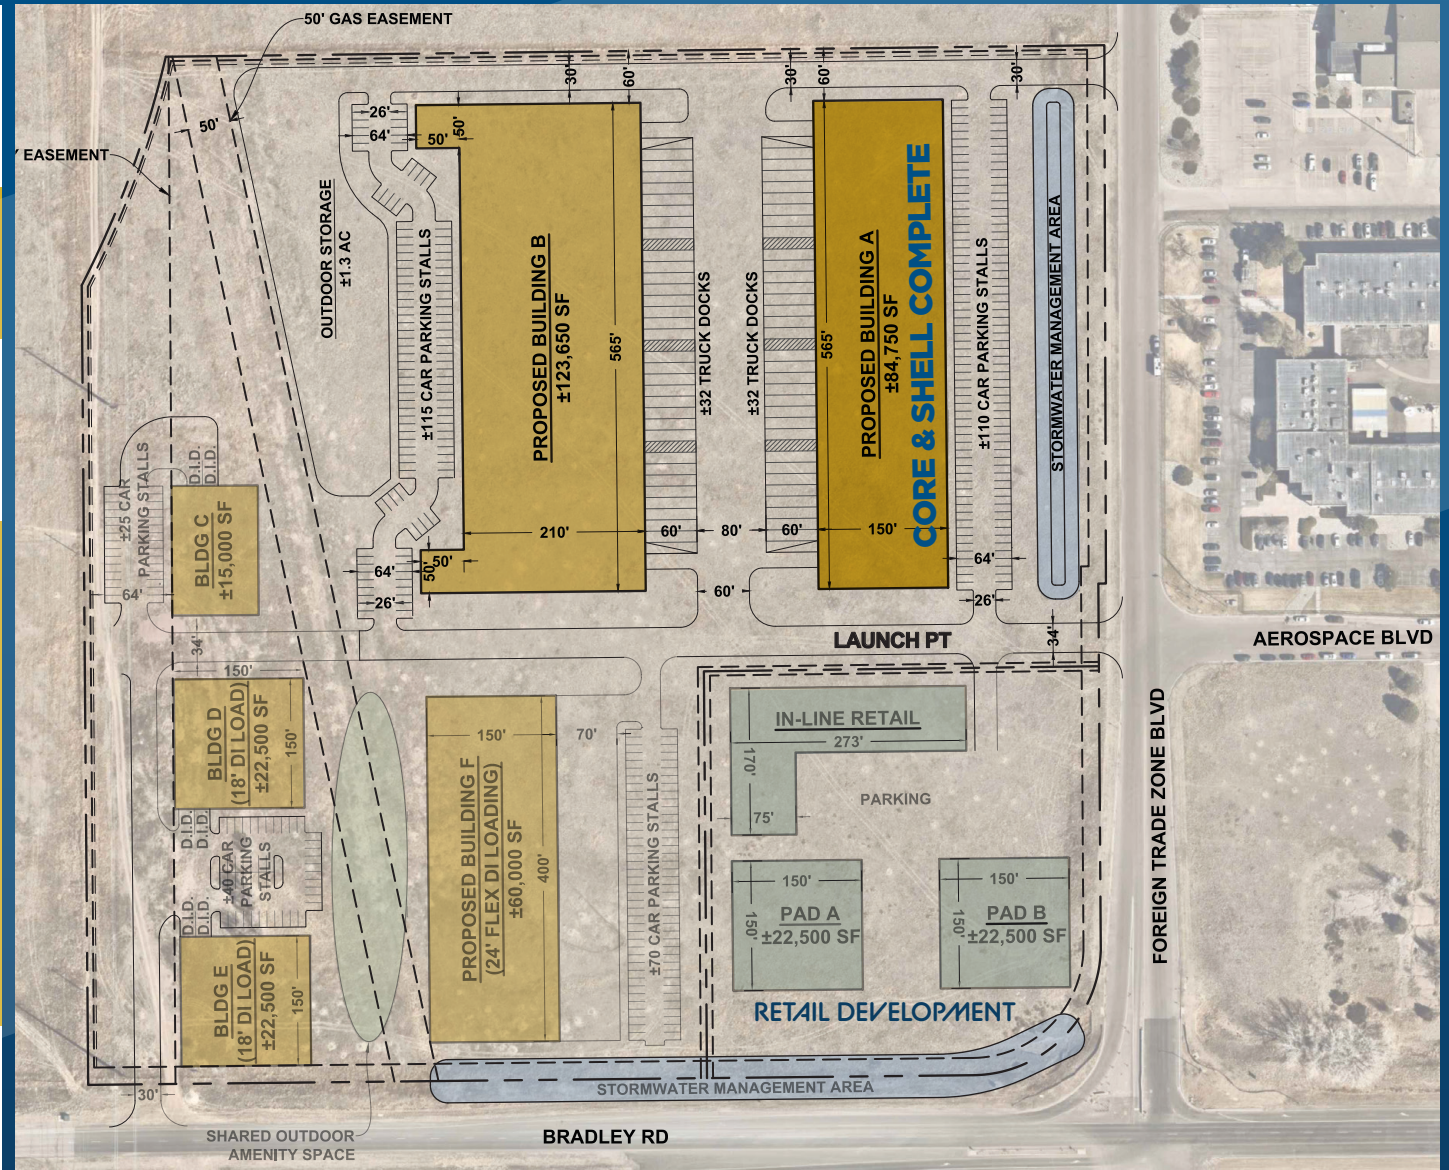 50' GAS EASEMENT
30'
60'
30'
60'
30'
50'
EASEMENT
26'
64'
50'
50'
OUTDOOR STORAGE
±1.3 AC
±115 CAR PARKING STALLS
PROPOSED BUILDING B
±123,650 SF
565'
±32 TRUCK DOCKS
±32 TRUCK DOCKS
565'
PROPOSED BUILDING A
±84,750 SF
CORE & SHELL COMPLETE
±110 CAR PARKING STALLS
STORMWATER MANAGEMENT AREA
210'
60'
80'
60'
150'
64'
50'
50'
64'
26'
60'
26'
34'
±25 CAR
PARKING STALLS
D.I.D.
D.I.D.
BLDG C
±15,000 SF
64'
34'
LAUNCH PT
AEROSPACE BLVD
FOREIGN TRADE ZONE BLVD
150'
BLDG D
(18' DI LOAD)
±22,500 SF
150'
D.I.D.
D.I.D.
±40 CAR
PARKING
STALLS
D.I.D.
D.I.D.
BLDG E
(18' DI LOAD)
±22,500 SF
150'
150'
70'
PROPOSED BUILDING F
(24' FLEX DI LOADING)
±60,000 SF
400'
±70 CAR PARKING STALLS
IN-LINE RETAIL
273'
170'
75'
PARKING
150'
150'
PAD A
±22,500 SF
150'
150'
PAD B
±22,500 SF
RETAIL DEVELOPMENT
STORMWATER MANAGEMENT AREA
30'
SHARED OUTDOOR
AMENITY SPACE
BRADLEY RD